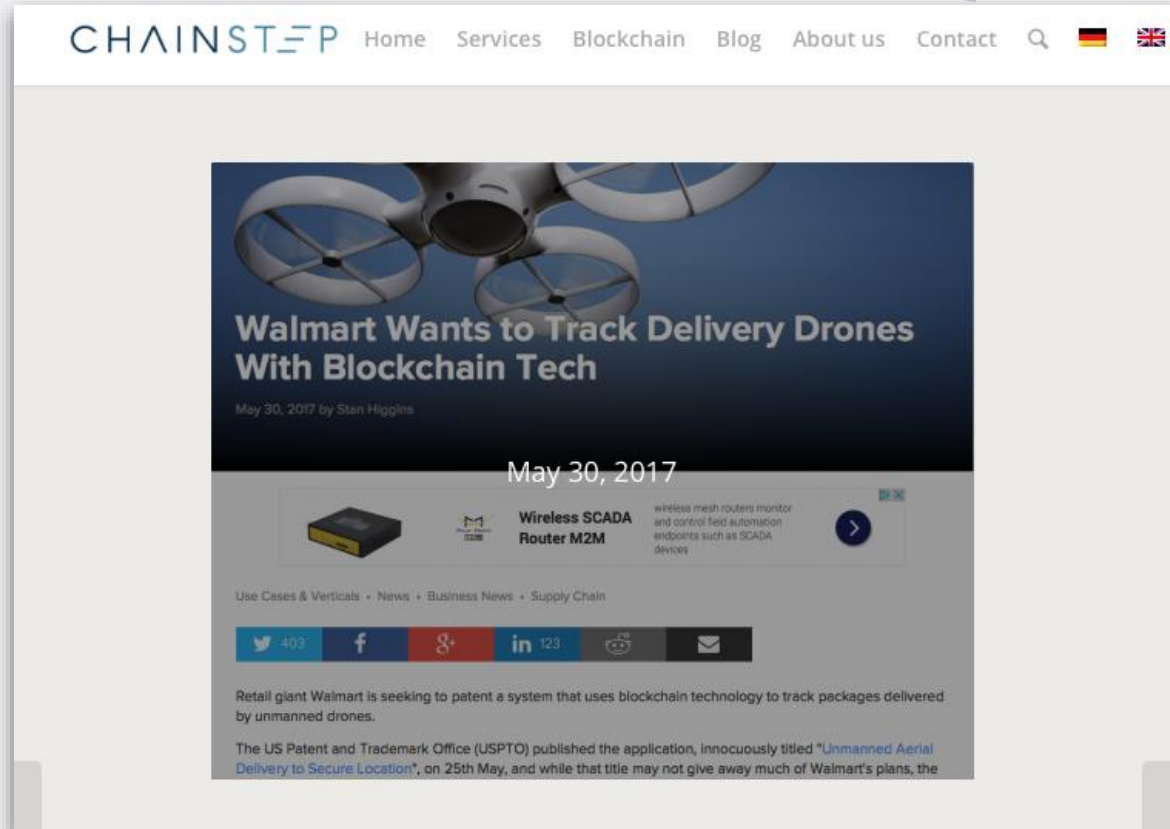 CHAINSTEP Home Services Blockchain Blog About us Contact
Walmart Wants to Track Delivery Drones
With Blockchain Tech
May 30, 2017 by Stan Higgins
May 30, 2017
Wireless SCADA
Router M2M
wireless mesh routers monitor
and control field automation
endpoints such as SCADA
devices
Use Cases & Verticals • News • Business News • Supply Chain
403 f g+ in 123
Retail giant Walmart is seeking to patent a system that uses blockchain technology to track packages delivered
by unmanned drones.
The US Patent and Trademark Office (USPTO) published the application, innocuously titled "Unmanned Aerial
Delivery to Secure Location", on 25th May, and while that title may not give away much of Walmart's plans, the